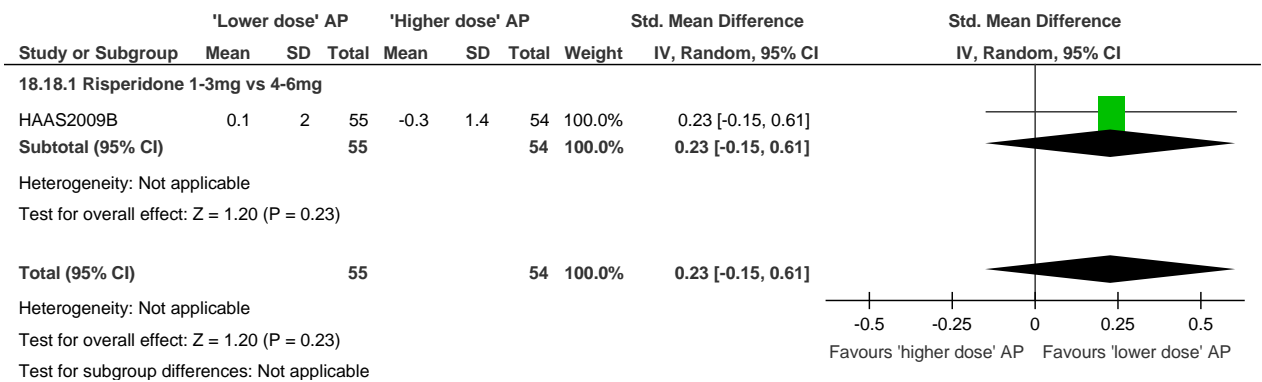 'Lower dose' AP 'Higher dose' AP Std. Mean Difference Std. Mean Difference
Study or Subgroup Mean SD Total Mean SD Total Weight IV, Random, 95% CI IV, Random, 95% CI
18.18.1 Risperidone 1-3mg vs 4-6mg
HAAS2009B 0.1 2 55 -0.3 1.4 54 100.0% 0.23 [-0.15, 0.61]
Subtotal (95% CI) 55 54 100.0% 0.23 [-0.15, 0.61]
Heterogeneity: Not applicable
Test for overall effect: Z = 1.20 (P = 0.23)
Total (95% CI) 55 54 100.0% 0.23 [-0.15, 0.61]
Heterogeneity: Not applicable
Test for overall effect: Z = 1.20 (P = 0.23)
Test for subgroup differences: Not applicable
-0.5 -0.25 0 0.25 0.5
Favours 'higher dose' AP Favours 'lower dose' AP